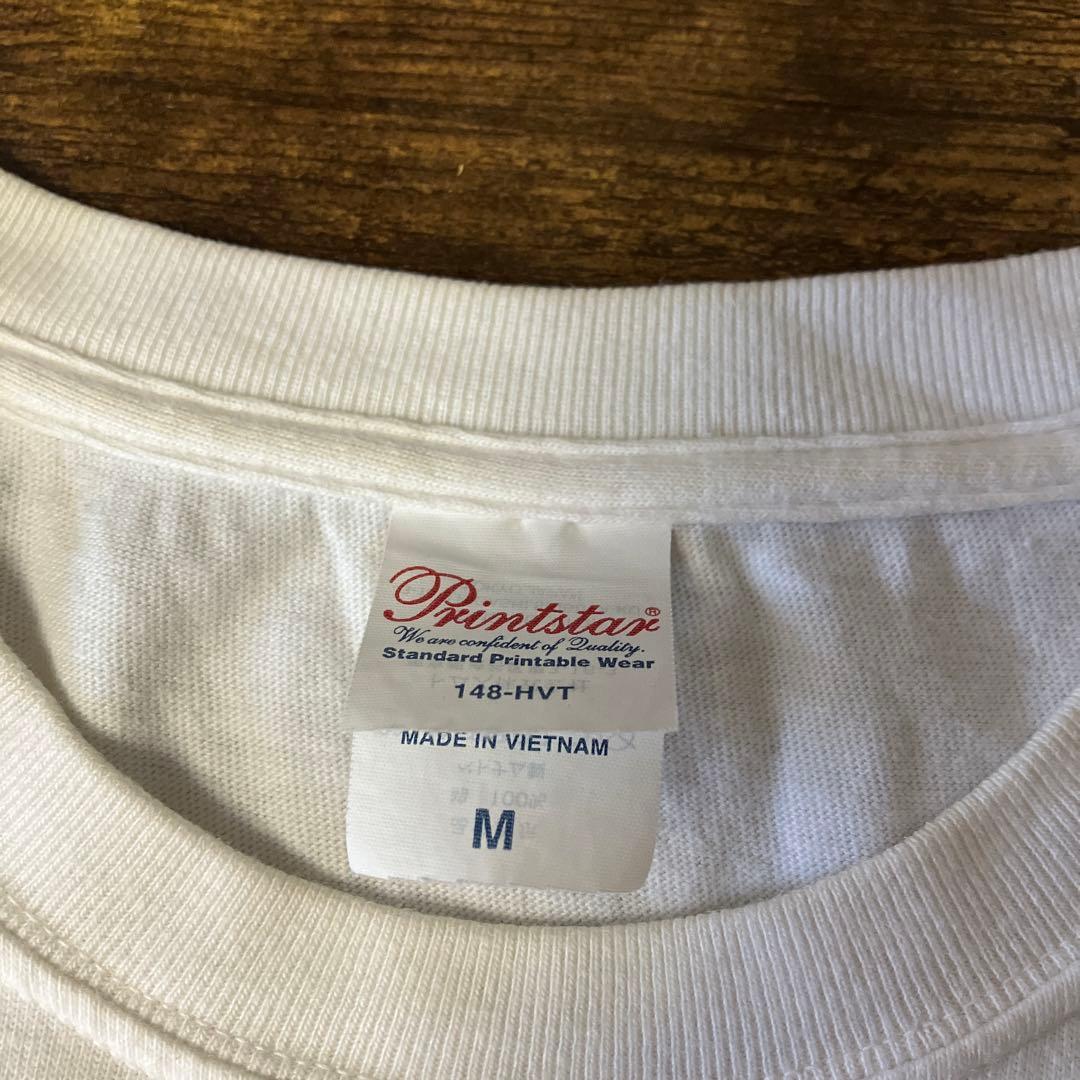 Printstar®
We are confident of Quality.
Standard Printable Wear
148-HVT
MADE IN VIETNAM
M